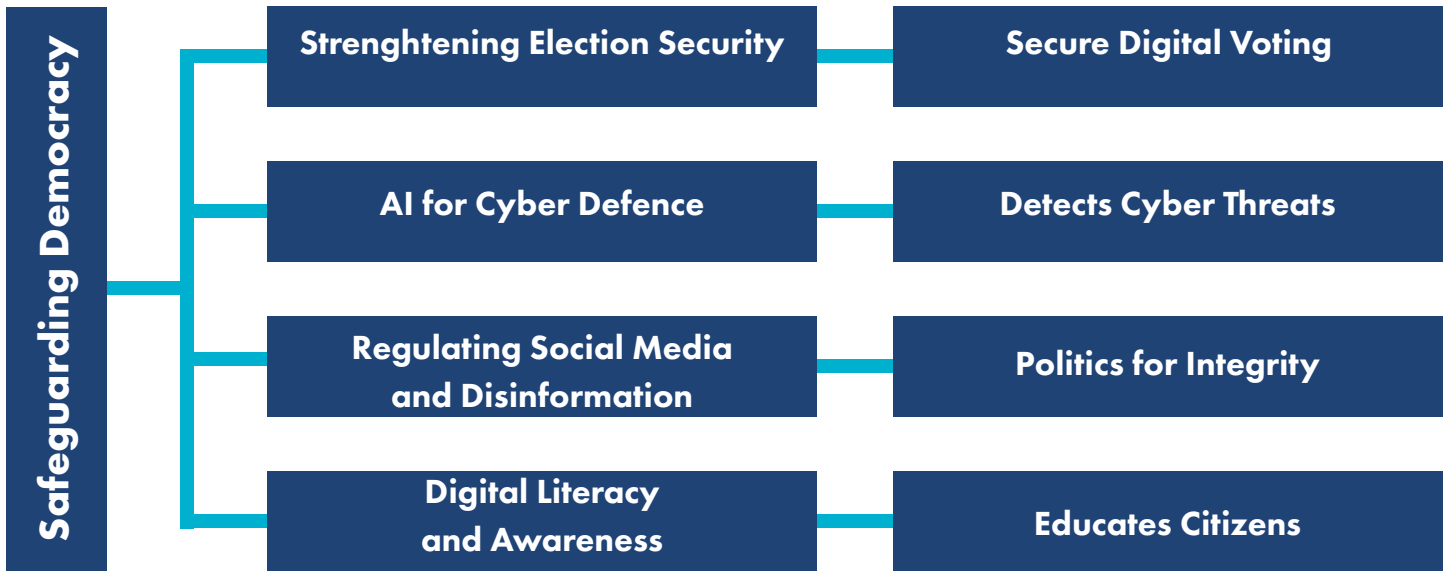 Safeguarding Democracy
Strenghtening Election Security
Secure Digital Voting
AI for Cyber Defence
Detects Cyber Threats
Regulating Social Media
and Disinformation
Politics for Integrity
Digital Literacy
and Awareness
Educates Citizens